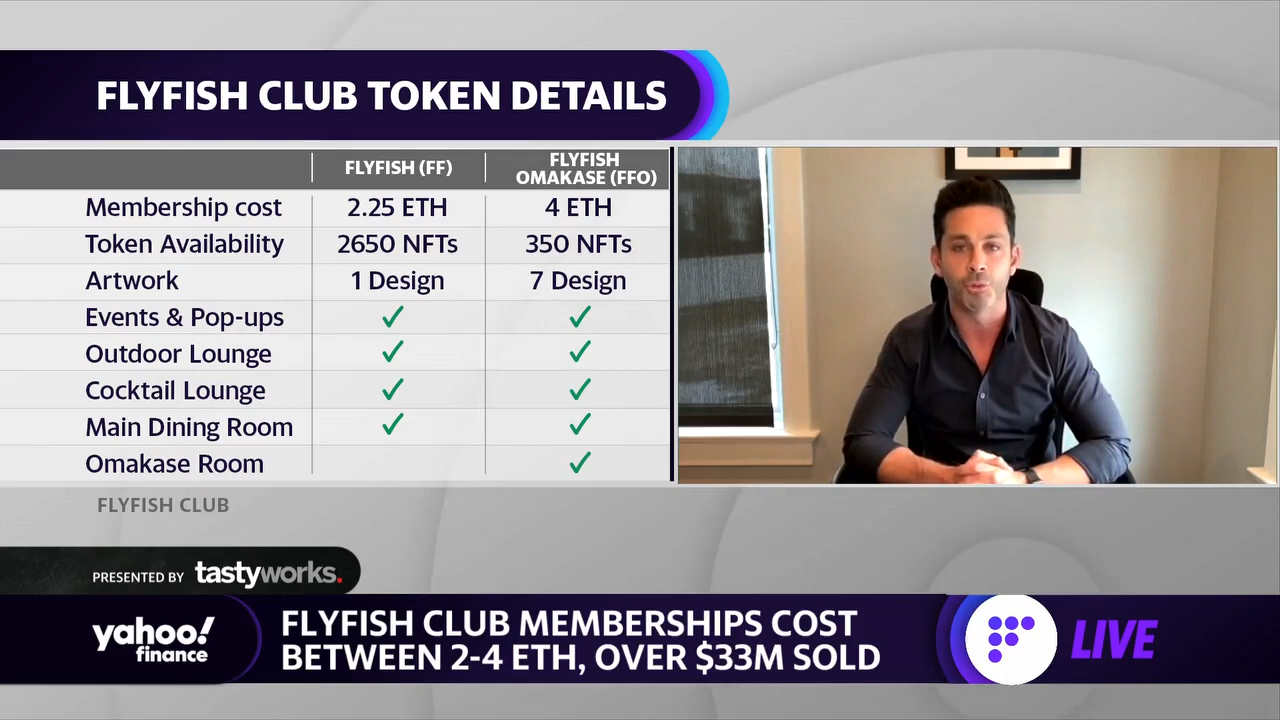 FLYFISH CLUB TOKEN DETAILS
FLYFISH (FF) FLYFISH OMAKASE (FFO)
Membership cost 2.25 ETH 4 ETH
Token Availability 2650 NFTs 350 NFTs
Artwork 1 Design 7 Design
Events & Pop-ups ✓ ✓
Outdoor Lounge ✓ ✓
Cocktail Lounge ✓ ✓
Main Dining Room ✓ ✓
Omakase Room ✓
FLYFISH CLUB
PRESENTED BY tastyworks.
yahoo!
finance
FLYFISH CLUB MEMBERSHIPS COST
BETWEEN 2-4 ETH, OVER $33M SOLD
LIVE